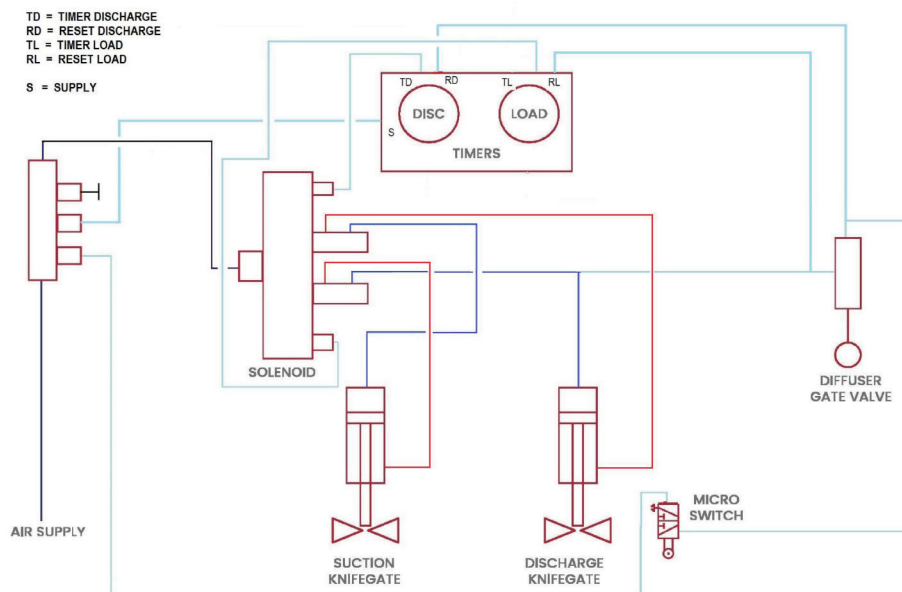 TD = TIMER DISCHARGE
RD = RESET DISCHARGE
TL = TIMER LOAD
RL = RESET LOAD
S = SUPPLY
TD
RD
TL
RL
DISC
LOAD
S
TIMERS
SOLENOID
DIFFUSER
GATE VALVE
AIR SUPPLY
MICRO
SWITCH
SUCTION
KNIFEGATE
DISCHARGE
KNIFEGATE